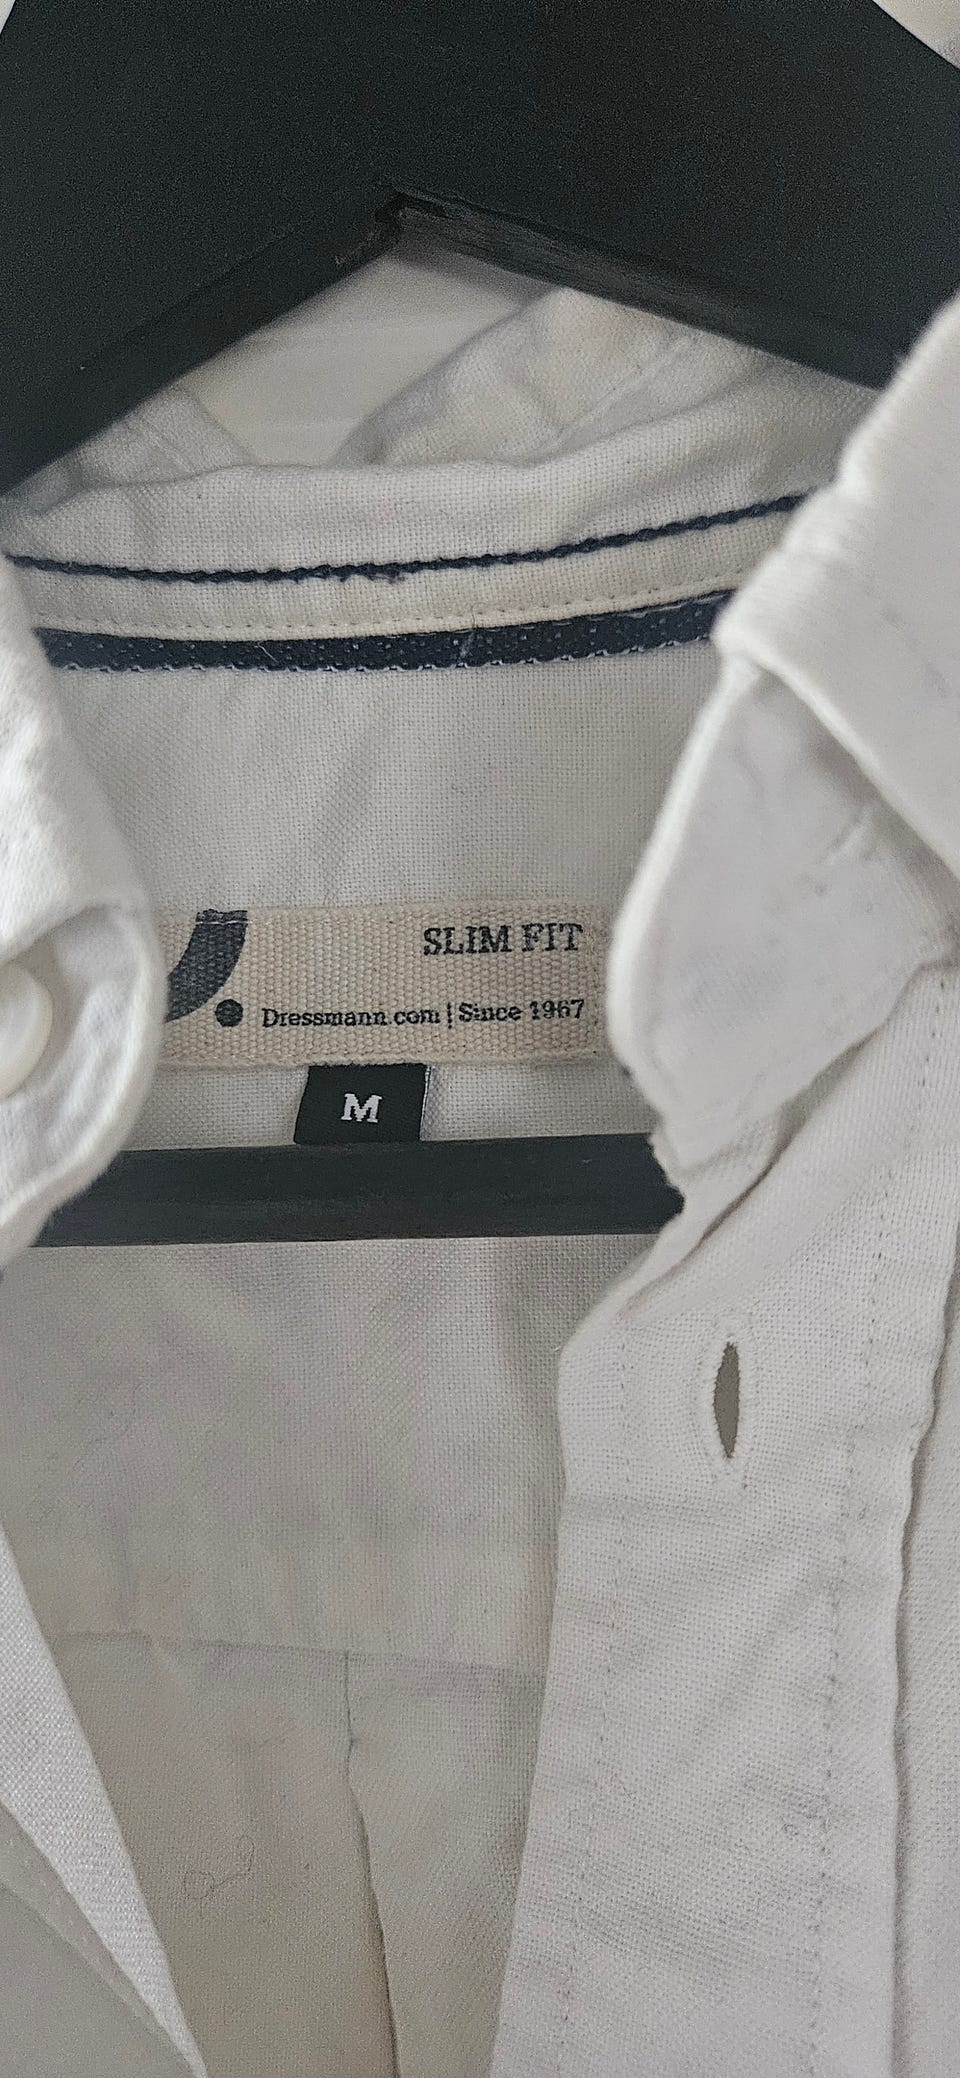 SLIM FIT
Dressmann.com | Since 1967
M